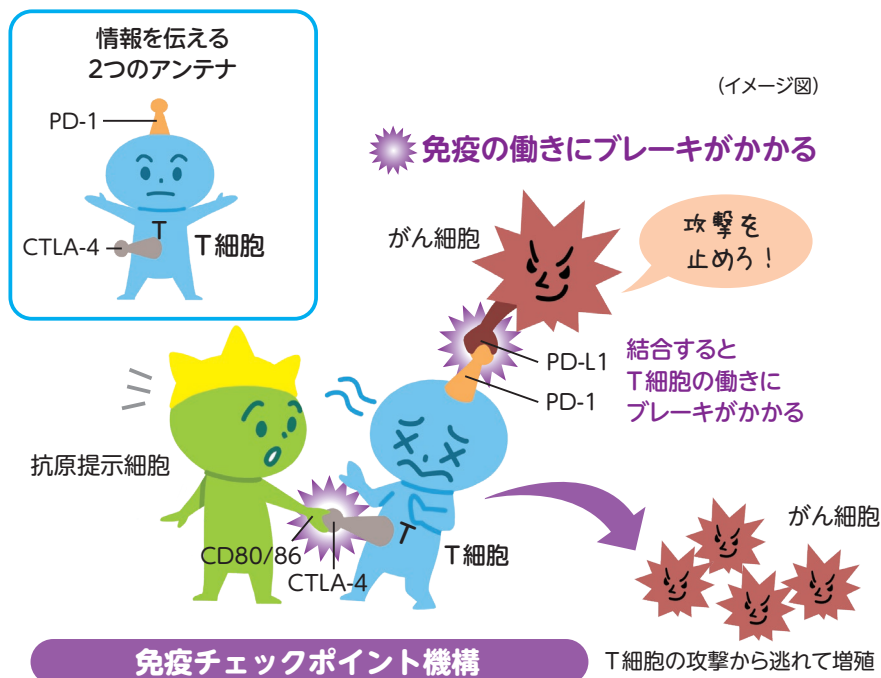 情報を伝える
2つのアンテナ
PD-1
CTLA-4
T
T細胞
(イメージ図)
免疫の働きにブレーキがかかる
がん細胞
攻撃を
止めろ！
PD-L1
PD-1
結合すると
T細胞の働きに
ブレーキがかかる
抗原提示細胞
CD80/86
CTLA-4
T
T細胞
がん細胞
T細胞の攻撃から逃れて増殖
免疫チェックポイント機構